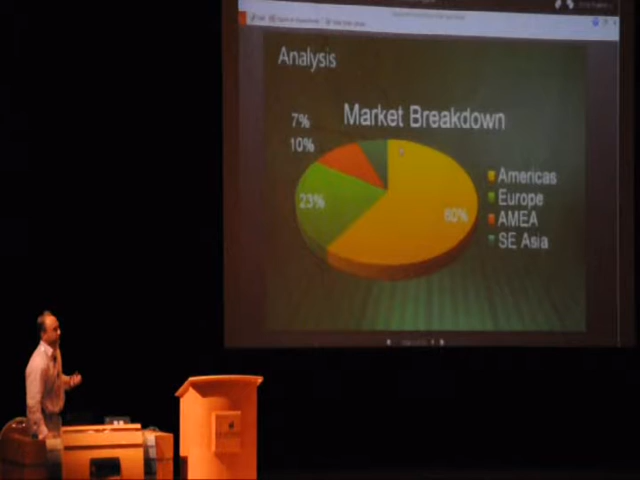 Analysis
Market Breakdown
7%
10%
23%
60%
Americas
Europe
AMEA
SE Asia